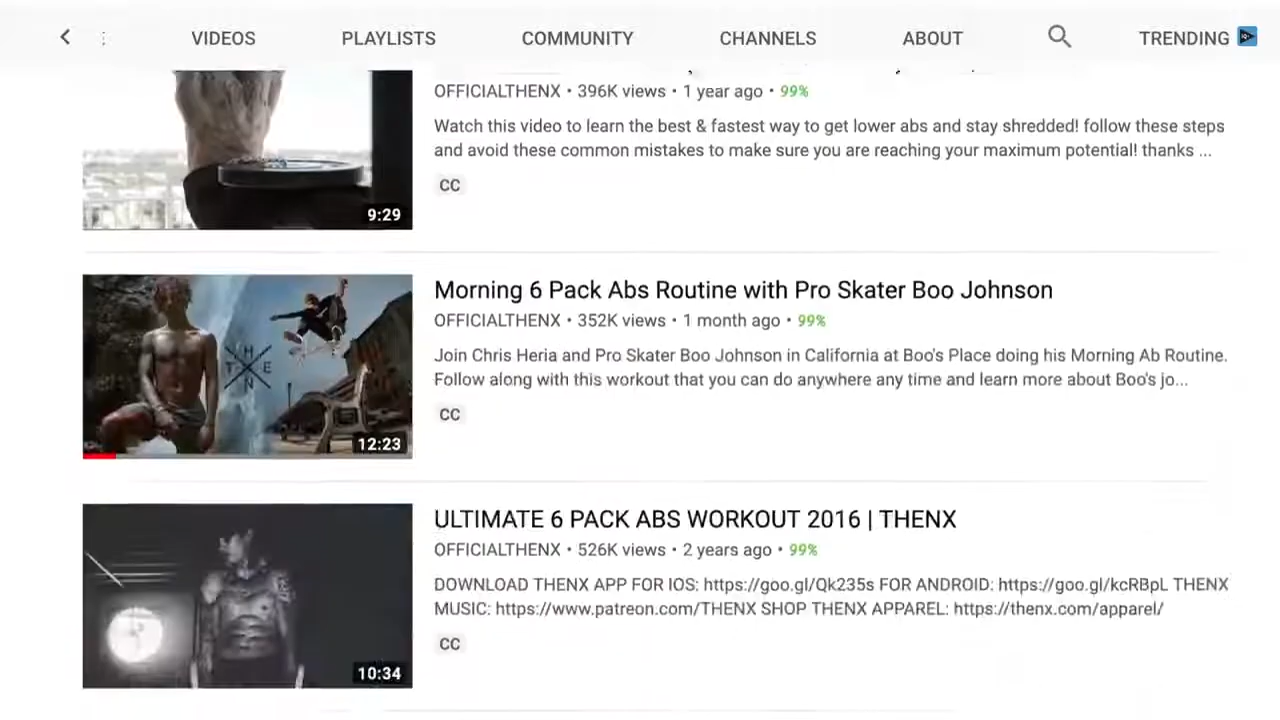 VIDEOS PLAYLISTS COMMUNITY CHANNELS ABOUT TRENDING
OFFICIALTHENX • 396K views • 1 year ago • 99%
Watch this video to learn the best & fastest way to get lower abs and stay shredded! follow these steps
and avoid these common mistakes to make sure you are reaching your maximum potential! thanks ...
CC
9:29
Morning 6 Pack Abs Routine with Pro Skater Boo Johnson
OFFICIALTHENX • 352K views • 1 month ago • 99%
Join Chris Heria and Pro Skater Boo Johnson in California at Boo's Place doing his Morning Ab Routine.
Follow along with this workout that you can do anywhere any time and learn more about Boo's jo...
CC
THEN
12:23
ULTIMATE 6 PACK ABS WORKOUT 2016 | THENX
OFFICIALTHENX • 526K views • 2 years ago • 99%
DOWNLOAD THENX APP FOR IOS: https://goo.gl/Qk235s FOR ANDROID: https://goo.gl/kcRBpL THENX
MUSIC: https://www.patreon.com/THENX SHOP THENX APPAREL: https://thenx.com/apparel/
CC
10:34